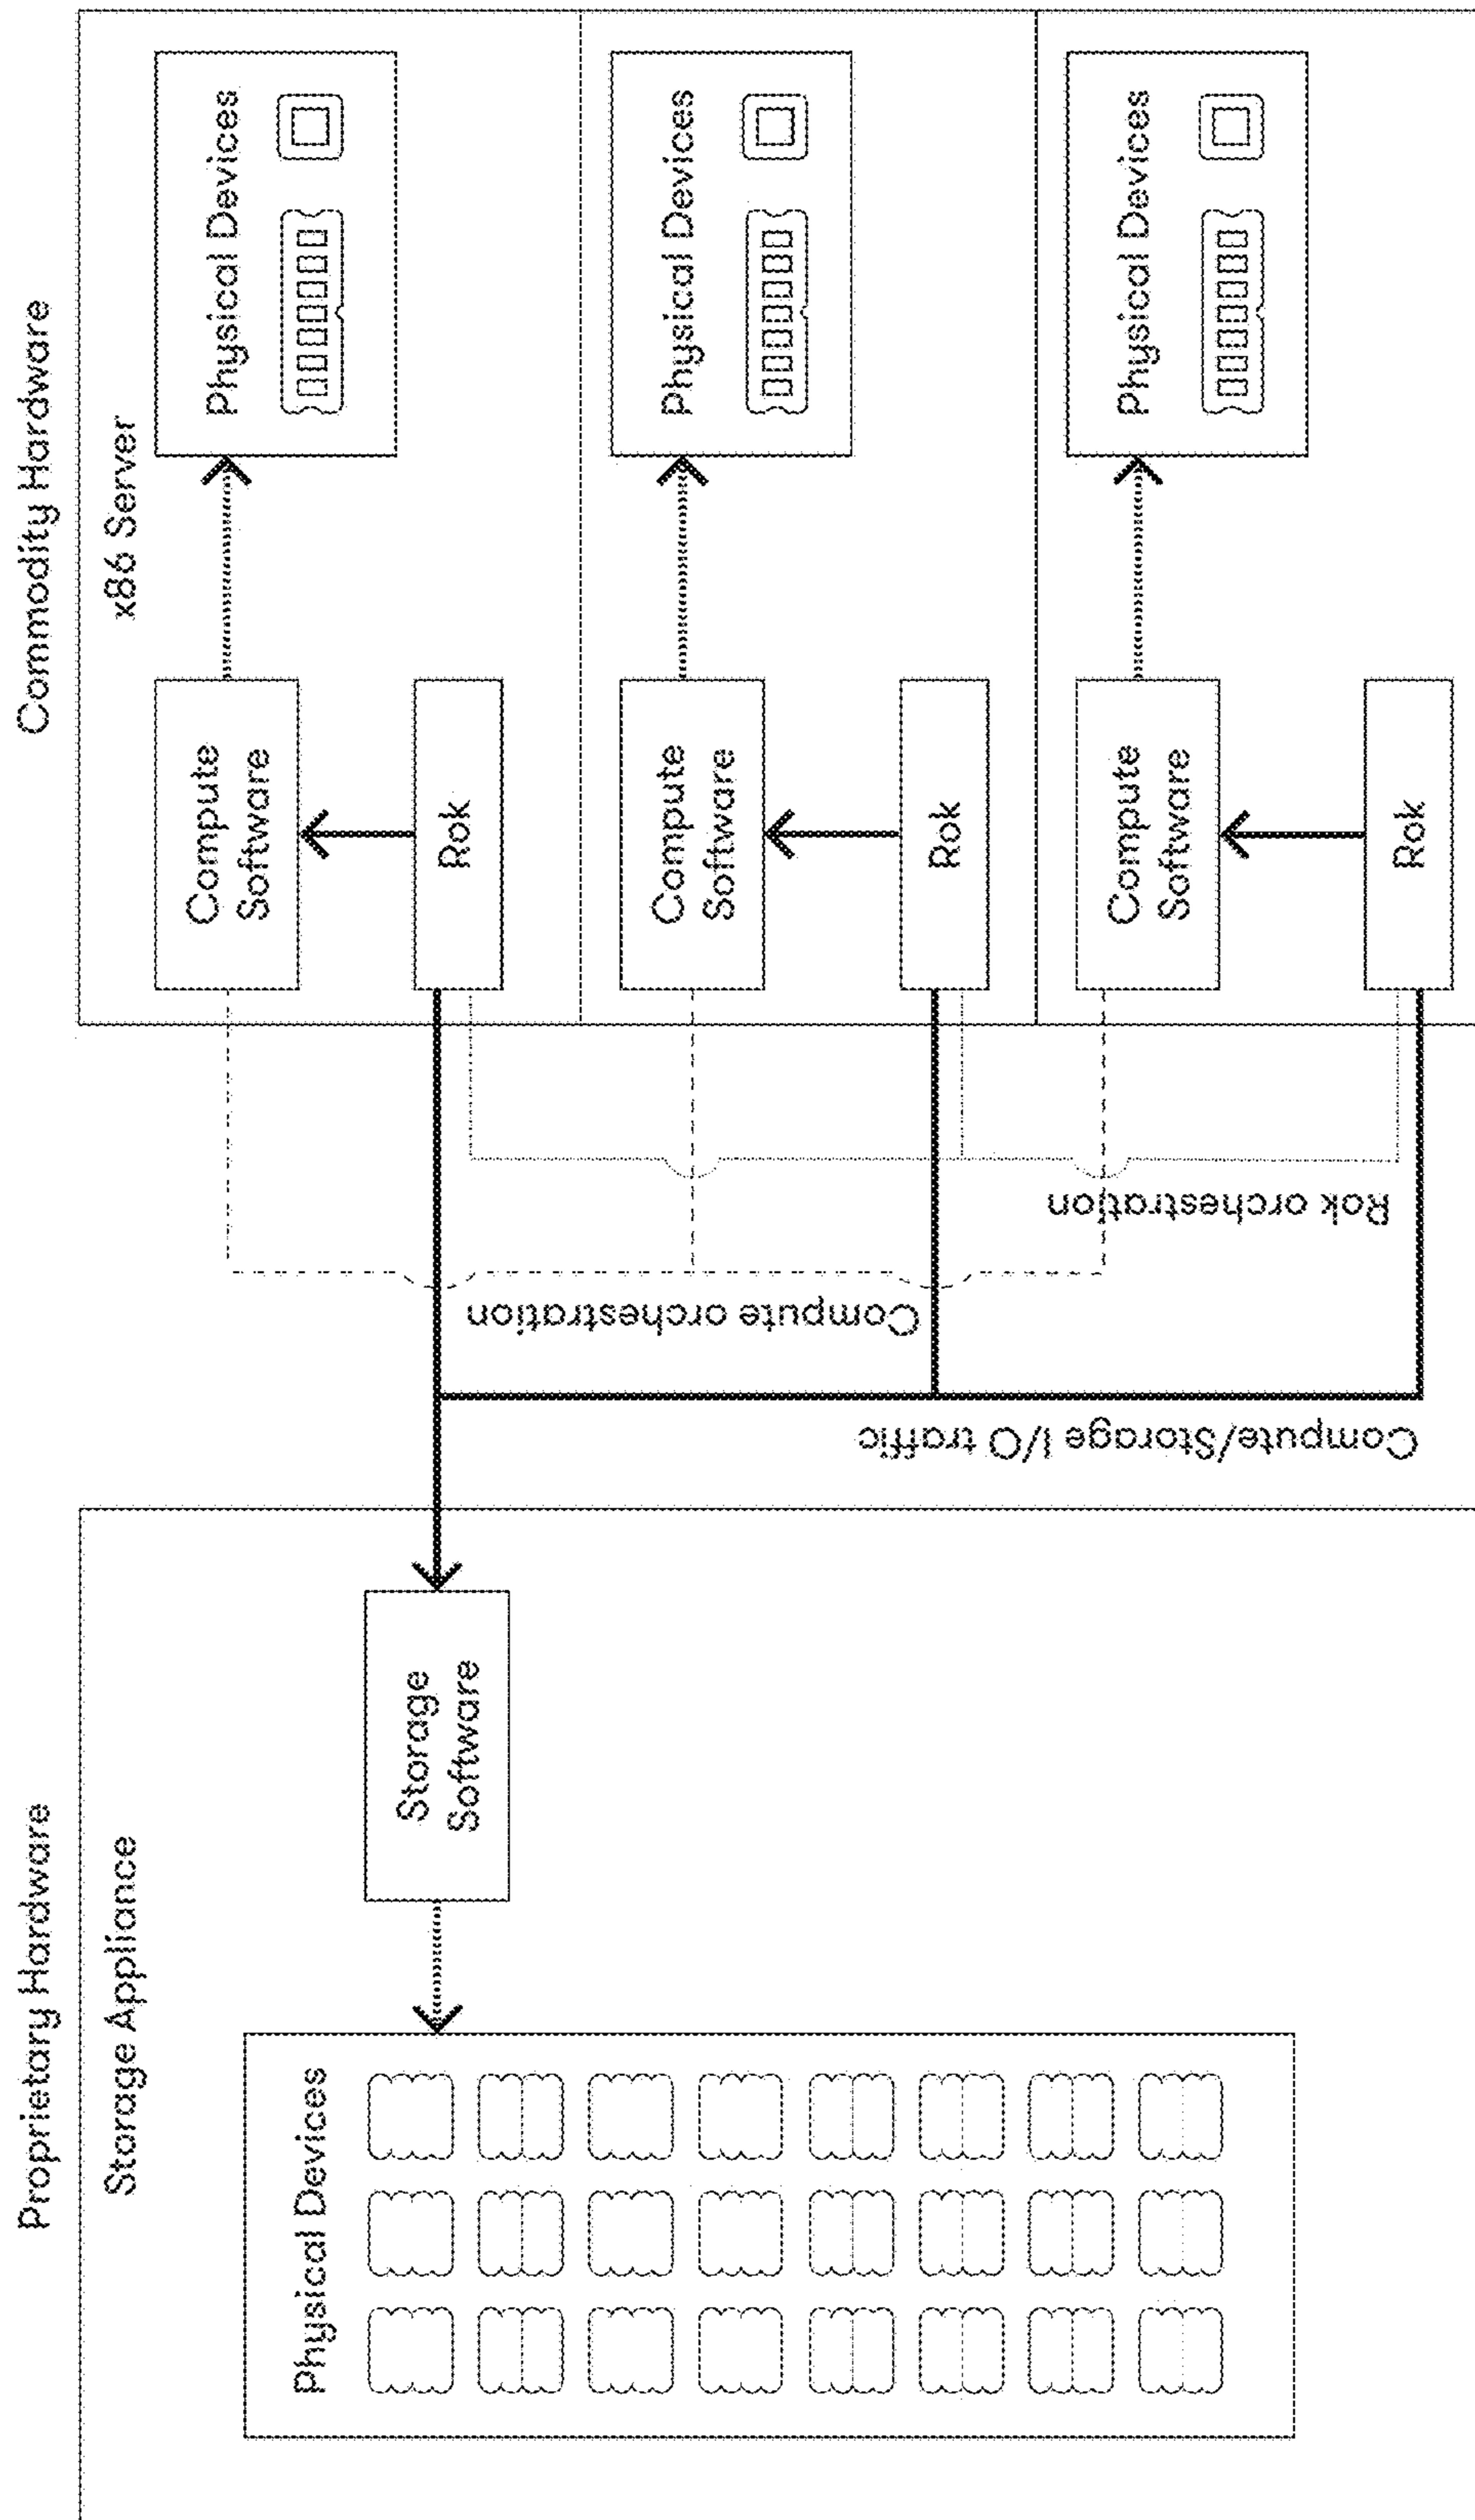 Proprietary Hardware
Commodity Hardware
Storage Appliance
x86 Server
Physical Devices
Storage
Software
Compute
Software
Rok
Physical Devices
Compute
Software
Rok
Physical Devices
Compute
Software
Rok
Physical Devices
Compute/Storage I/O traffic
Compute orchestration
Rok orchestration